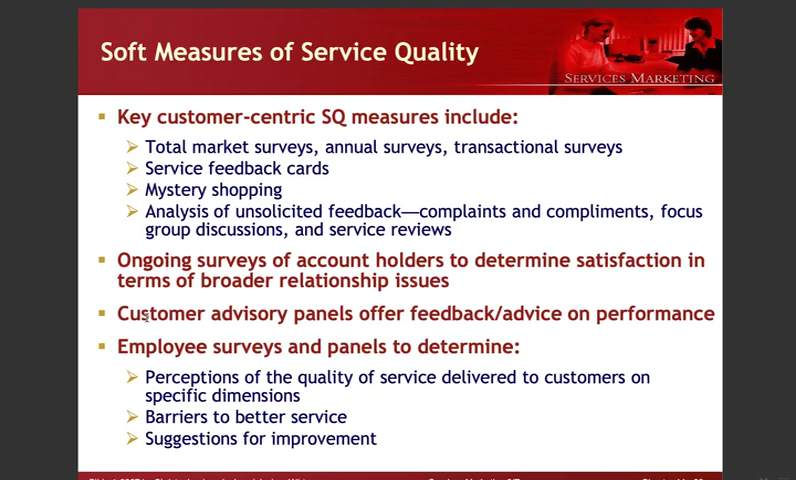 Soft Measures of Service Quality
SERVICES MARKETING
Key customer-centric SQ measures include:
Total market surveys, annual surveys, transactional surveys
Service feedback cards
Mystery shopping
Analysis of unsolicited feedback—complaints and compliments, focus
group discussions, and service reviews
Ongoing surveys of account holders to determine satisfaction in
terms of broader relationship issues
Customer advisory panels offer feedback/advice on performance
Employee surveys and panels to determine:
Perceptions of the quality of service delivered to customers on
specific dimensions
Barriers to better service
Suggestions for improvement